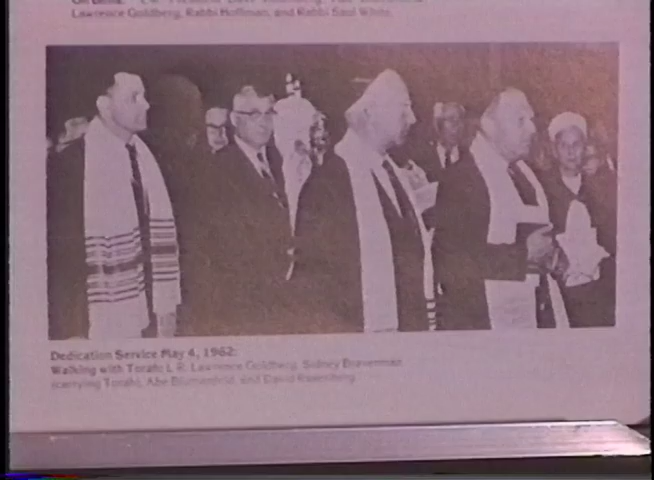 Lawrence Goldberg, Rabbi Hoffman, and Rabbi Saul White.
Dedication Service May 4, 1962:
Walking with Torah: L-R. Lawrence Goldberg, Sidney Braverman
(carrying Torah), Abe Blumenfeld, and David Rosenberg.